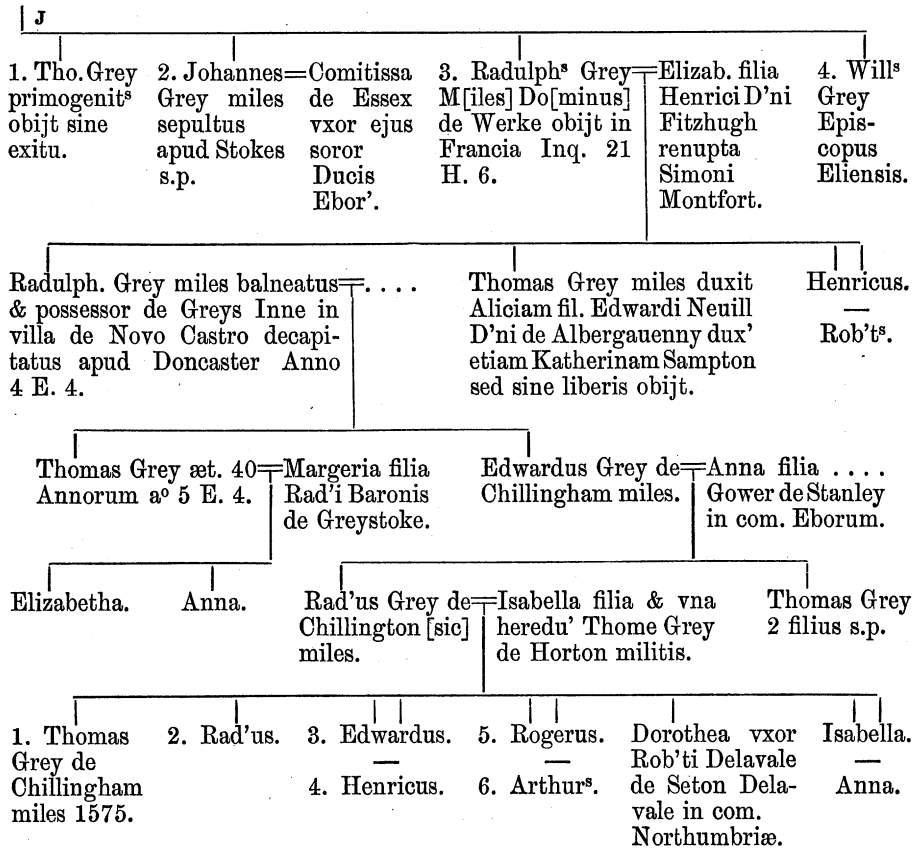 J
1. Tho. Grey
primogenitˢ
obijt sine
exitu.
2. Johannes=Comitissa
Grey miles
sepultus
apud Stokes
s.p.
de Essex
vxor ejus
soror
Ducis
Ebor'.
3. Radulphˢ Grey
M[iles] Do[minus]
de Werke obijt in
Francia Inq. 21
H. 6.
Elizab. filia
Henrici D'ni
Fitzhugh
renupta
Simoni
Montfort.
4. Willˢ
Grey
Epis-
copus
Eliensis.
Radulph. Grey miles balneatus=. . . .
& possessor de Greys Inne in
villa de Novo Castro decapi-
tatus apud Doncaster Anno
4 E. 4.
Thomas Grey miles duxit
Aliciam fil. Edwardi Neuill
D'ni de Albergauenny dux'
etiam Katherinam Sampton
sed sine liberis obijt.
Henricus.
—
Rob'tˢ.
Thomas Grey æt. 40
Annorum aº 5 E. 4.
Margeria filia
Rad'i Baronis
de Greystoke.
Edwardus Grey de
Chillingham miles.
Anna filia . . . .
Gower de Stanley
in com. Eborum.
Elizabetha.
Anna.
Rad'us Grey de
Chillington [sic]
miles.
Isabella filia & vna
heredu' Thome Grey
de Horton militis.
Thomas Grey
2 filius s.p.
1. Thomas
Grey de
Chillingham
miles 1575.
2. Rad'us.
3. Edwardus.
—
4. Henricus.
5. Rogerus.
—
6. Arthurˢ.
Dorothea vxor
Rob'ti Delavale
de Seton Dela-
vale in com.
Northumbriæ.
Isabella.
—
Anna.